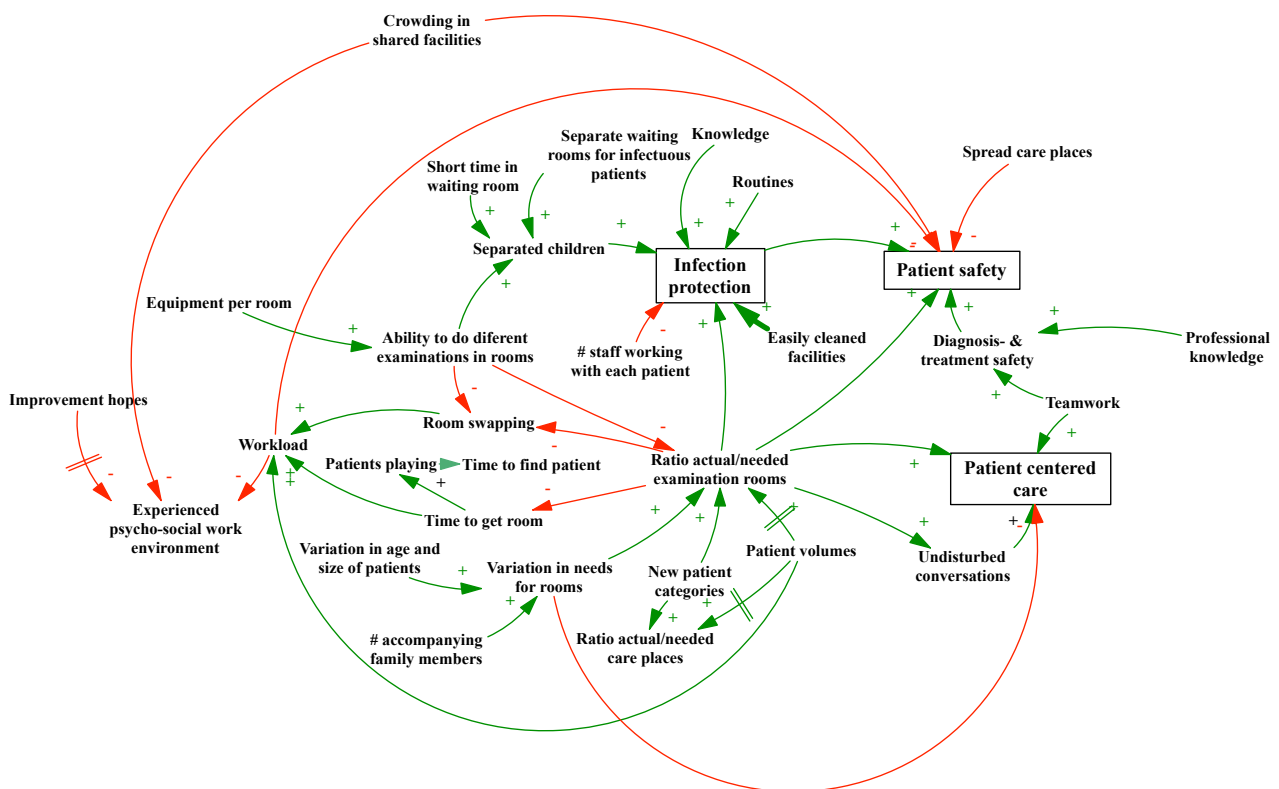 Crowding in
shared facilities
Separate waiting
rooms for infectuous
patients
Knowledge
Spread care places
Short time in
waiting room
Routines
Separated children
Infection
protection
Patient safety
Equipment per room
Ability to do diferent
examinations in rooms
# staff working
with each patient
Easily cleaned
facilities
Diagnosis- &
treatment safety
Professional
knowledge
Improvement hopes
Teamwork
Room swapping
Workload
Patients playing
Time to find patient
Ratio actual/needed
examination rooms
Patient centered
care
Experienced
psycho-social work
environment
Time to get room
Variation in age and
size of patients
Variation in needs
for rooms
New patient
categories
Patient volumes
Undisturbed
conversations
# accompanying
family members
Ratio actual/needed
care places